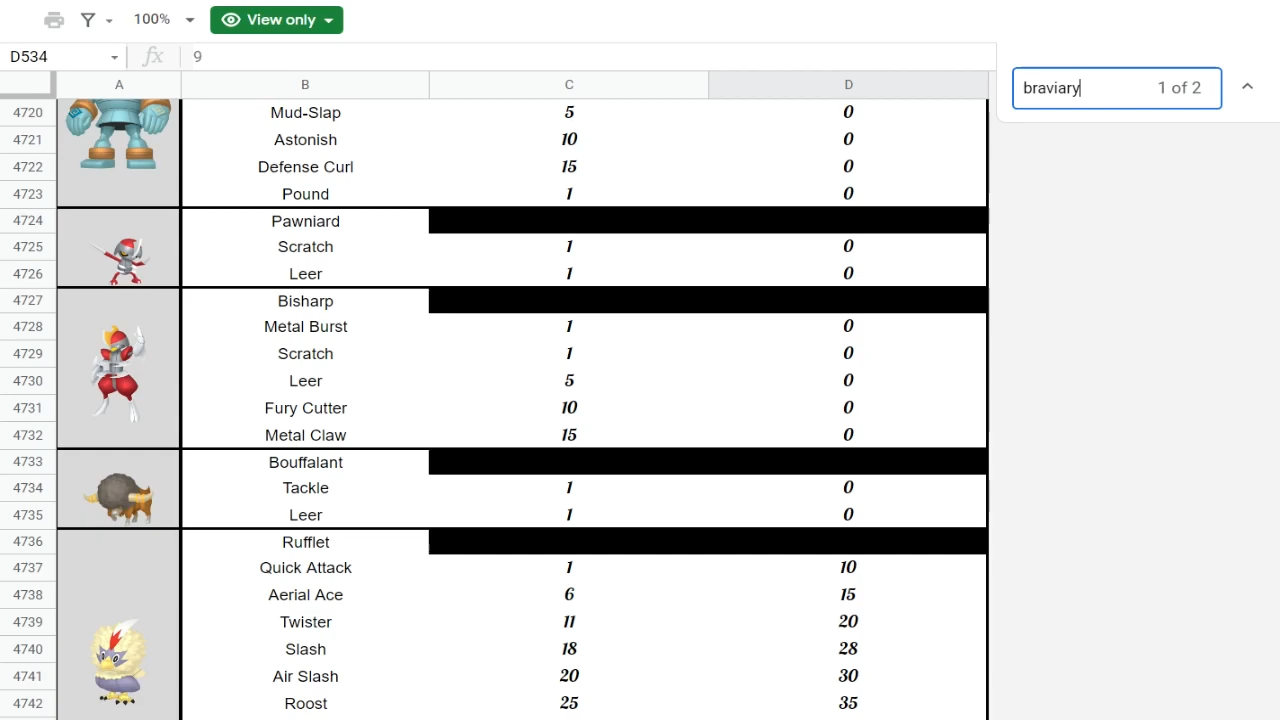 100% View only
D534 fx 9
braviary 1 of 2
A B C D
4720 Mud-Slap 5 0
4721 Astonish 10 0
4722 Defense Curl 15 0
4723 Pound 1 0
4724 Pawniard
4725 Scratch 1 0
4726 Leer 1 0
4727 Bisharp
4728 Metal Burst 1 0
4729 Scratch 1 0
4730 Leer 5 0
4731 Fury Cutter 10 0
4732 Metal Claw 15 0
4733 Bouffalant
4734 Tackle 1 0
4735 Leer 1 0
4736 Rufflet
4737 Quick Attack 1 10
4738 Aerial Ace 6 15
4739 Twister 11 20
4740 Slash 18 28
4741 Air Slash 20 30
4742 Roost 25 35